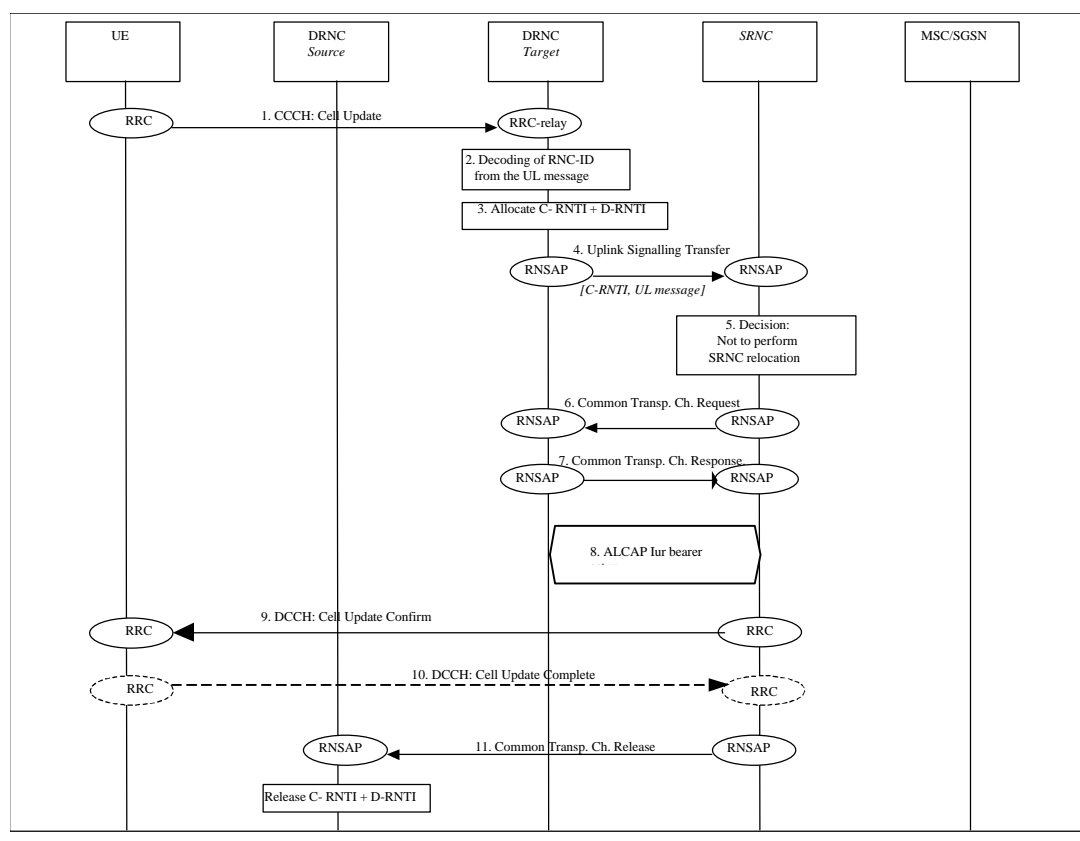 UE
DRNC
Source
DRNC
Target
SRNC
MSC/SGSN
1. CCCH: Cell Update
RRC
RRC-relay
2. Decoding of RNC-ID
from the UL message
3. Allocate C- RNTI + D-RNTI
4. Uplink Signalling Transfer
RNSAP
RNSAP
[C-RNTI, UL message]
5. Decision:
Not to perform
SRNC relocation
6. Common Transp. Ch. Request
RNSAP
RNSAP
7. Common Transp. Ch. Response.
RNSAP
RNSAP
8. ALCAP Iur bearer
9. DCCH: Cell Update Confirm
RRC
RRC
10. DCCH: Cell Update Complete
RRC
RRC
11. Common Transp. Ch. Release
RNSAP
RNSAP
Release C- RNTI + D-RNTI